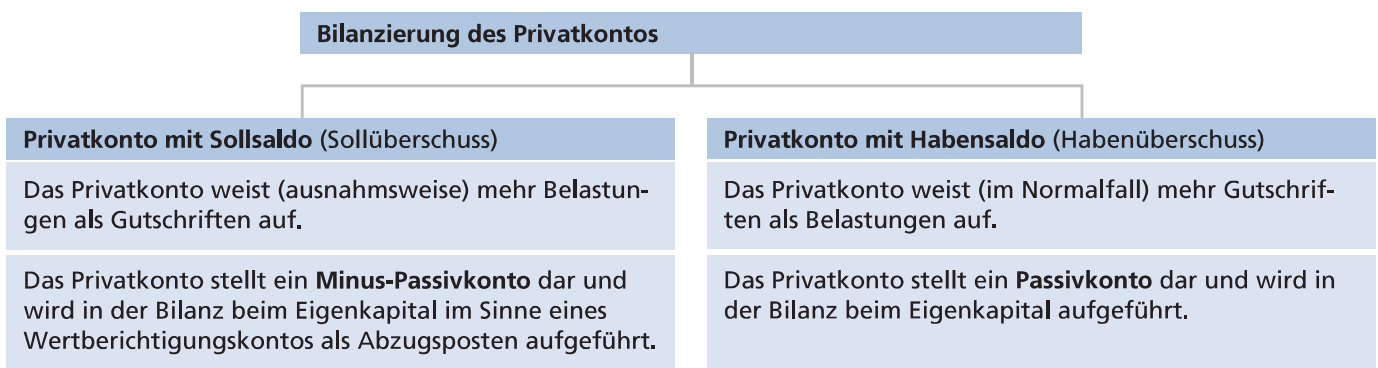 Bilanzierung des Privatkontos
Privatkonto mit Sollsaldo (Sollüberschuss)
Das Privatkonto weist (ausnahmsweise) mehr Belastun-
gen als Gutschriften auf.
Das Privatkonto stellt ein Minus-Passivkonto dar und
wird in der Bilanz beim Eigenkapital im Sinne eines
Wertberichtigungskontos als Abzugsposten aufgeführt.
Privatkonto mit Habensaldo (Habenüberschuss)
Das Privatkonto weist (im Normalfall) mehr Gutschrif-
ten als Belastungen auf.
Das Privatkonto stellt ein Passivkonto dar und wird in
der Bilanz beim Eigenkapital aufgeführt.